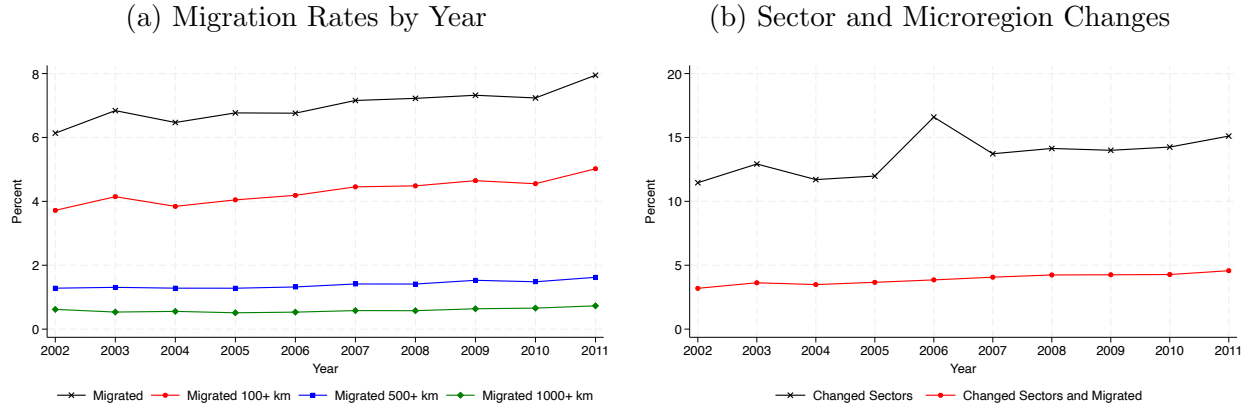 (a) Migration Rates by Year
8
6
4
2
0
Percent
2002 2003 2004 2005 2006 2007 2008 2009 2010 2011
Year
Migrated Migrated 100+ km Migrated 500+ km Migrated 1000+ km
(b) Sector and Microregion Changes
20
15
10
5
0
Percent
2002 2003 2004 2005 2006 2007 2008 2009 2010 2011
Year
Changed Sectors Changed Sectors and Migrated